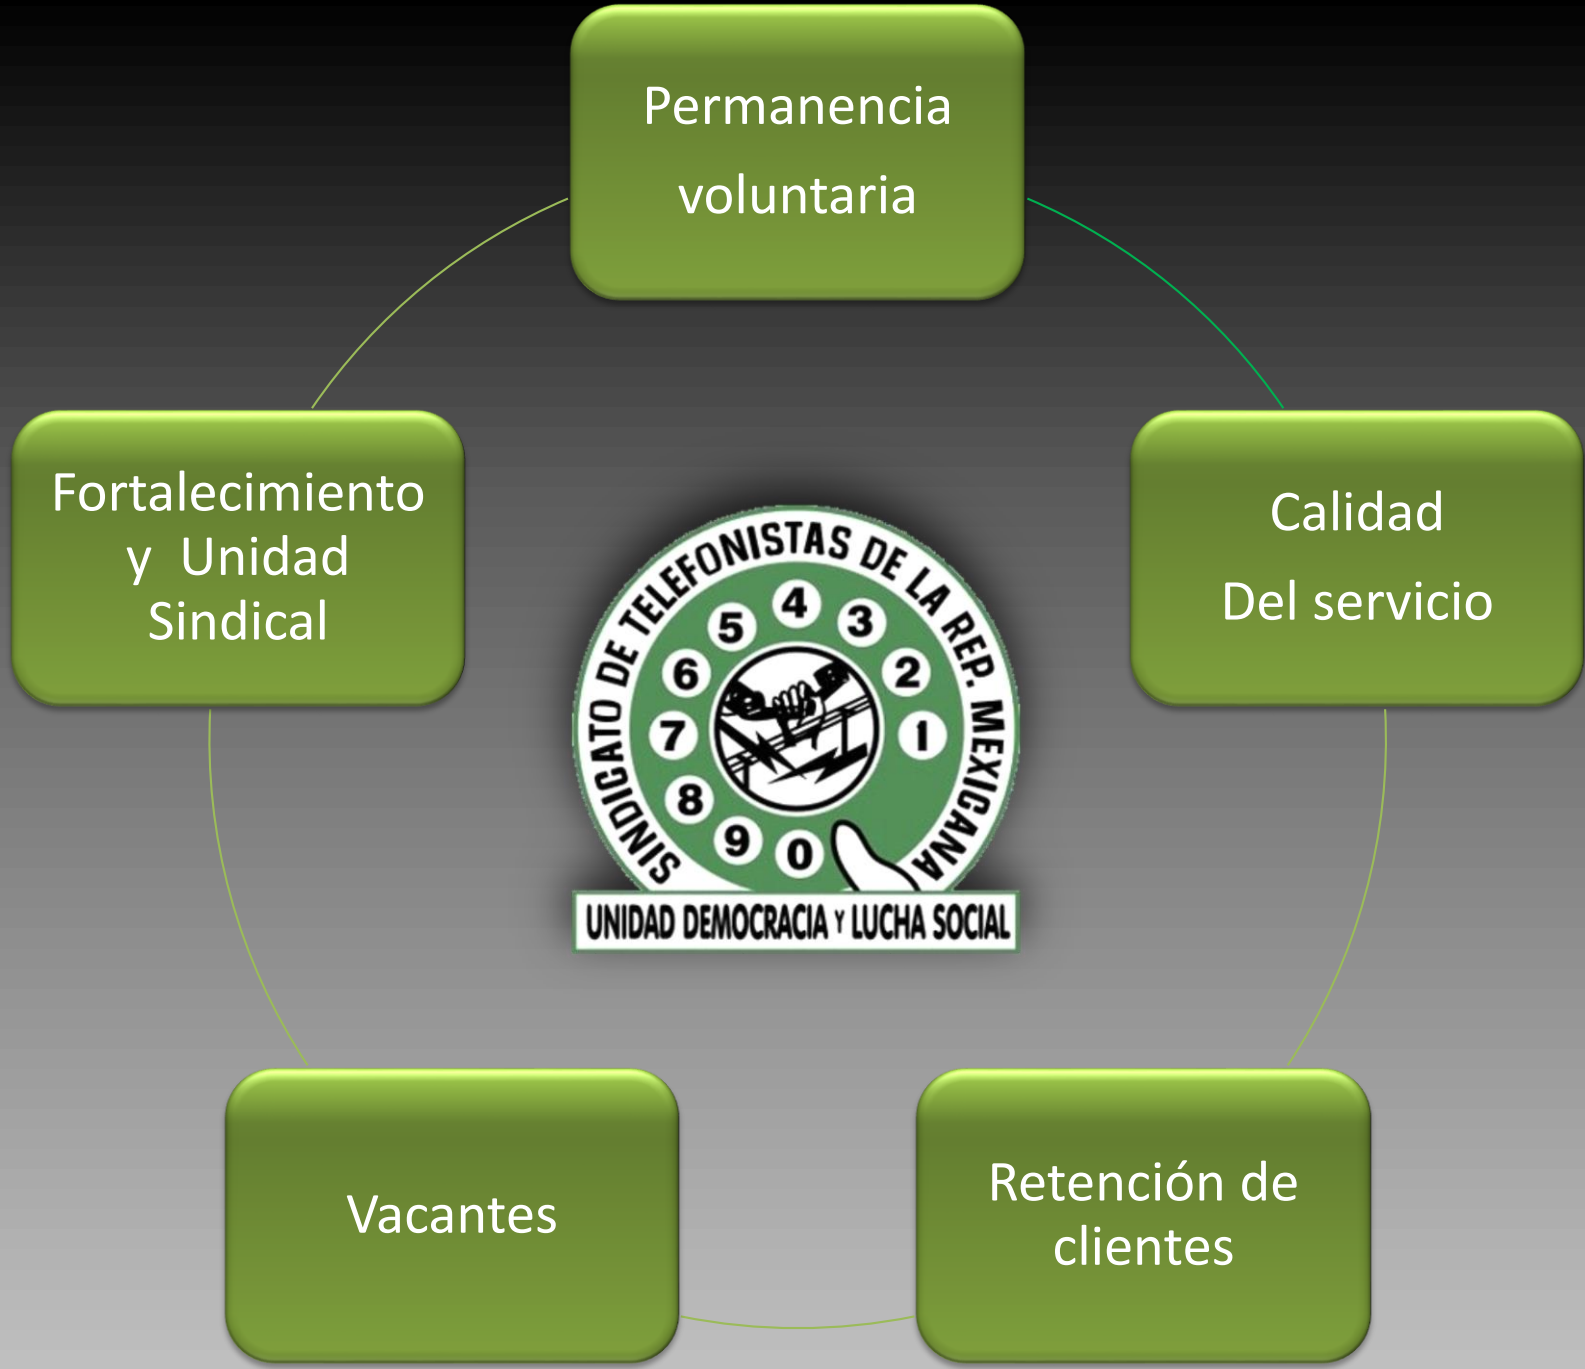 Permanencia
voluntaria
Fortalecimiento
y Unidad
Sindical
Calidad
Del servicio
SINDICATO DE TELEFONISTAS DE LA REP. MEXICANA
4
5
3
6
2
7
1
8
9
0
UNIDAD DEMOCRACIA Y LUCHA SOCIAL
Vacantes
Retención de
clientes